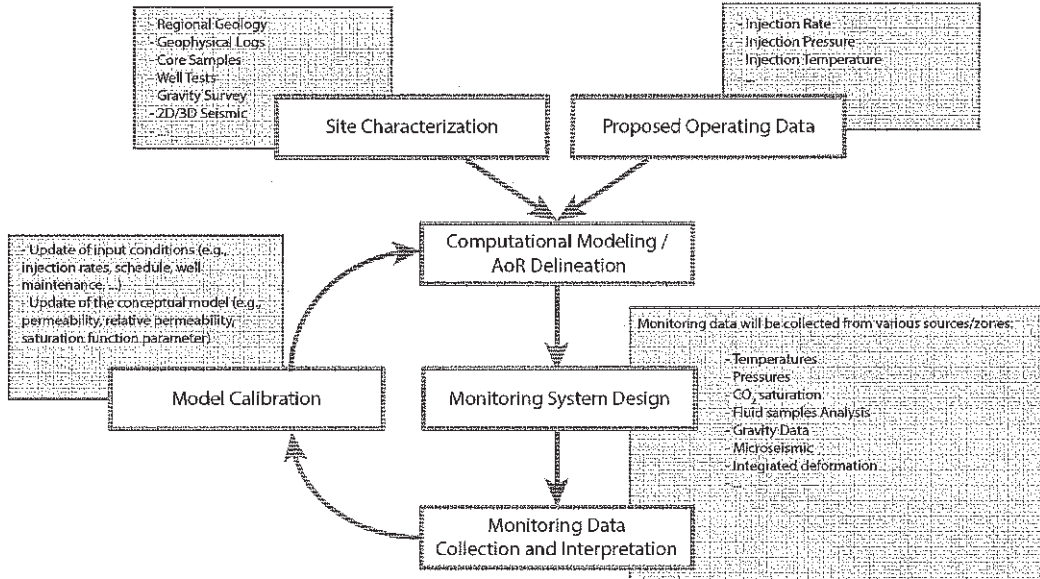 - Regional Geology
- Geophysical Logs
- Core Samples
- Well Tests
- Gravity Survey
- 2D/3D Seismic
- ...
Site Characterization
- Injection Rate
- Injection Pressure
- Injection Temperature
- ...
Proposed Operating Data
Computational Modeling /
AoR Delineation
- Update of input conditions (e.g.,
injection rates, schedule, well
maintenance, ...)
- Update of the conceptual model (e.g.,
permeability, relative permeability,
saturation function parameter)
Model Calibration
Monitoring System Design
Monitoring data will be collected from various sources/zones:
- Temperatures
- Pressures
- CO₂ saturation
- Fluid samples Analysis
- Gravity Data
- Microseismic
- Integrated deformation
- ...
Monitoring Data
Collection and Interpretation